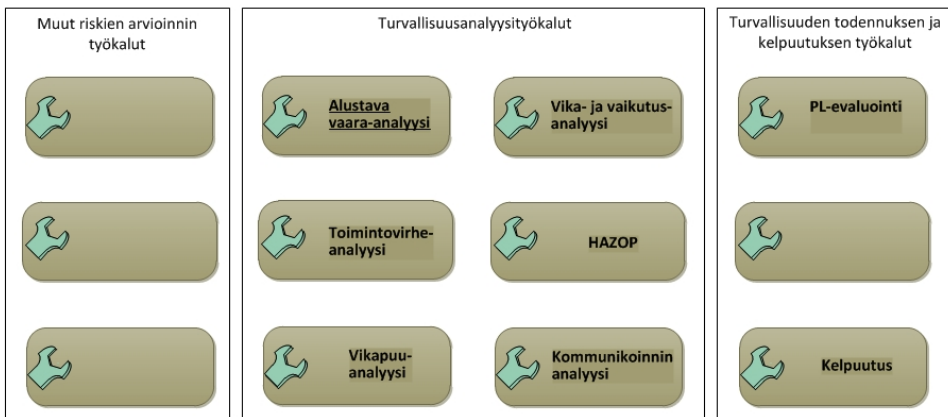 Muut riskien arvioinnin
työkalut
Turvallisuusanalyysityökalut
Alustava
vaara-analyysi
Vika- ja vaikutus-
analyysi
Toimintovirhe-
analyysi
HAZOP
Vikapuu-
analyysi
Kommunikoinnin
analyysi
Turvallisuuden todennuksen ja
kelpuutuksen työkalut
PL-evaluointi
Kelpuutus